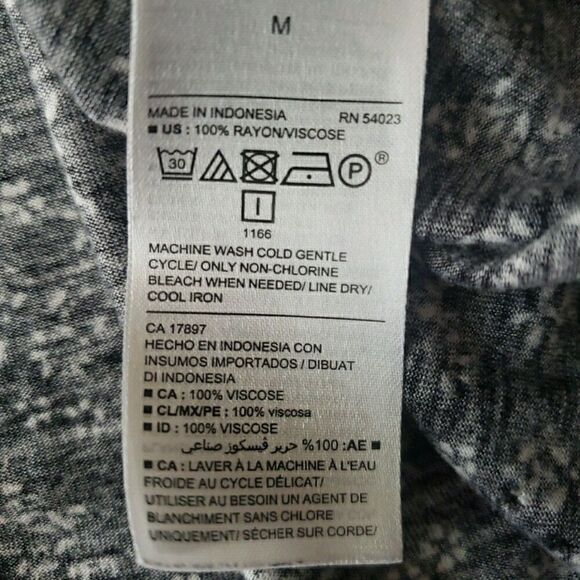 M
MADE IN INDONESIA RN 54023
■ US : 100% RAYON/VISCOSE
30 P ®
I
1166
MACHINE WASH COLD GENTLE
CYCLE/ ONLY NON-CHLORINE
BLEACH WHEN NEEDED/ LINE DRY/
COOL IRON
CA 17897
HECHO EN INDONESIA CON
INSUMOS IMPORTADOS / DIBUAT
DI INDONESIA
■ CA : 100% VISCOSE
■ CL/MX/PE : 100% viscosa
■ ID : 100% VISCOSE
■ AE: 100% حرير ڤيسكوز صناعي
■ CA : LAVER À LA MACHINE À L'EAU
FROIDE AU CYCLE DÉLICAT/
UTILISER AU BESOIN UN AGENT DE
BLANCHIMENT SANS CHLORE
UNIQUEMENT/ SÉCHER SUR CORDE/